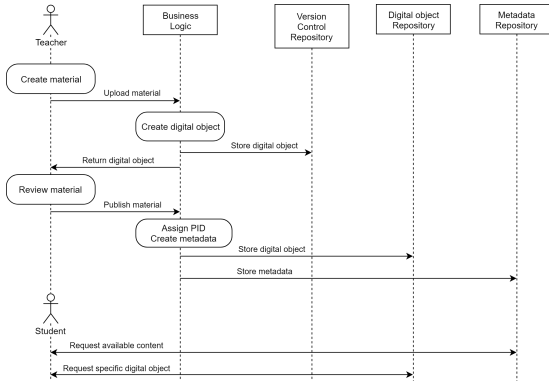 Teacher
Business
Logic
Version
Control
Repository
Digital object
Repository
Metadata
Repository
Create material
Upload material
Create digital object
Store digital object
Return digital object
Review material
Publish material
Assign PID
Create metadata
Store digital object
Store metadata
Student
Request available content
Request specific digital object